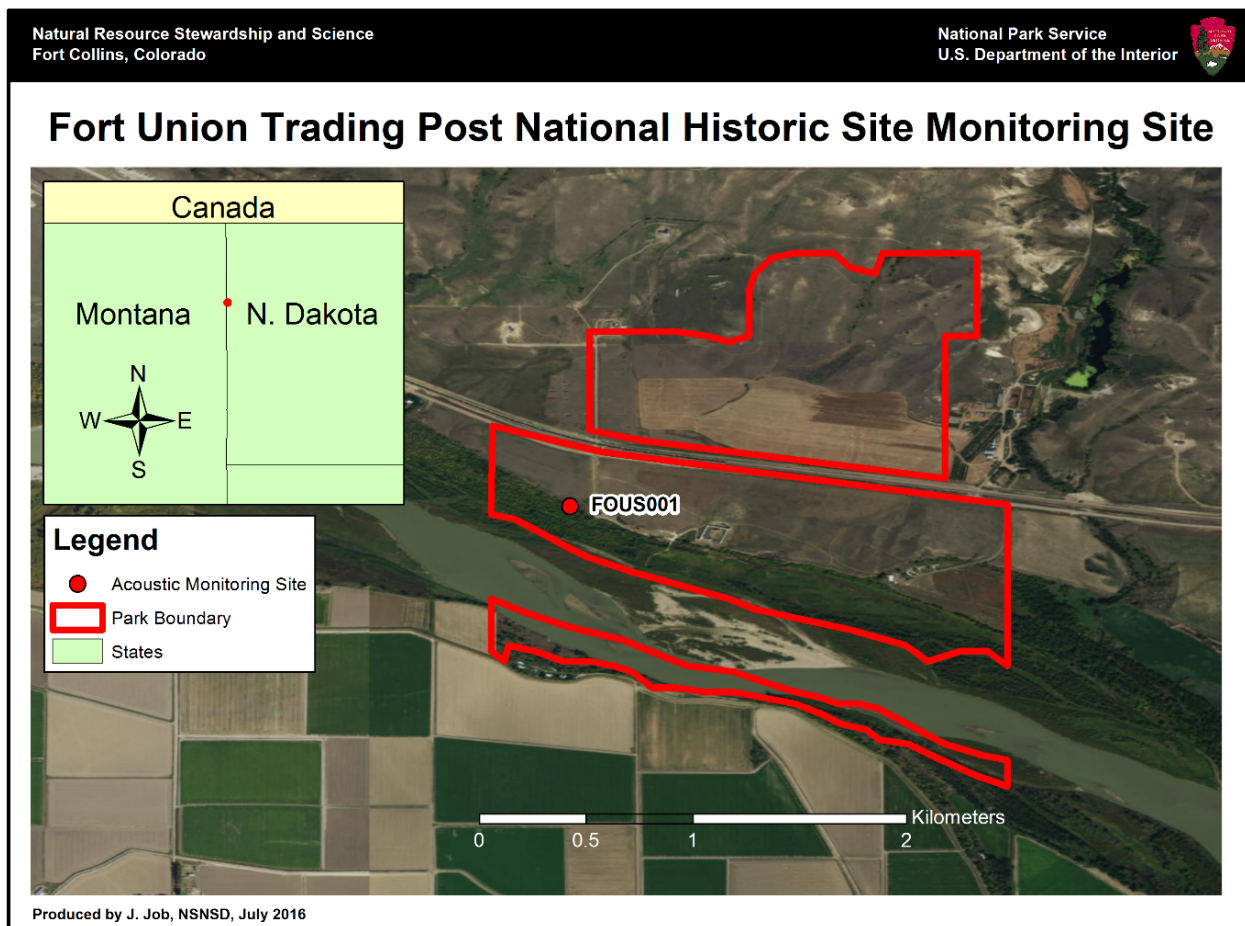 Natural Resource Stewardship and Science
Fort Collins, Colorado
National Park Service
U.S. Department of the Interior
Fort Union Trading Post National Historic Site Monitoring Site
Canada
Montana
N. Dakota
N
W
E
S
FOUS001
Legend
Acoustic Monitoring Site
Park Boundary
States
Kilometers
0
0.5
1
2
Produced by J. Job, NSNSD, July 2016